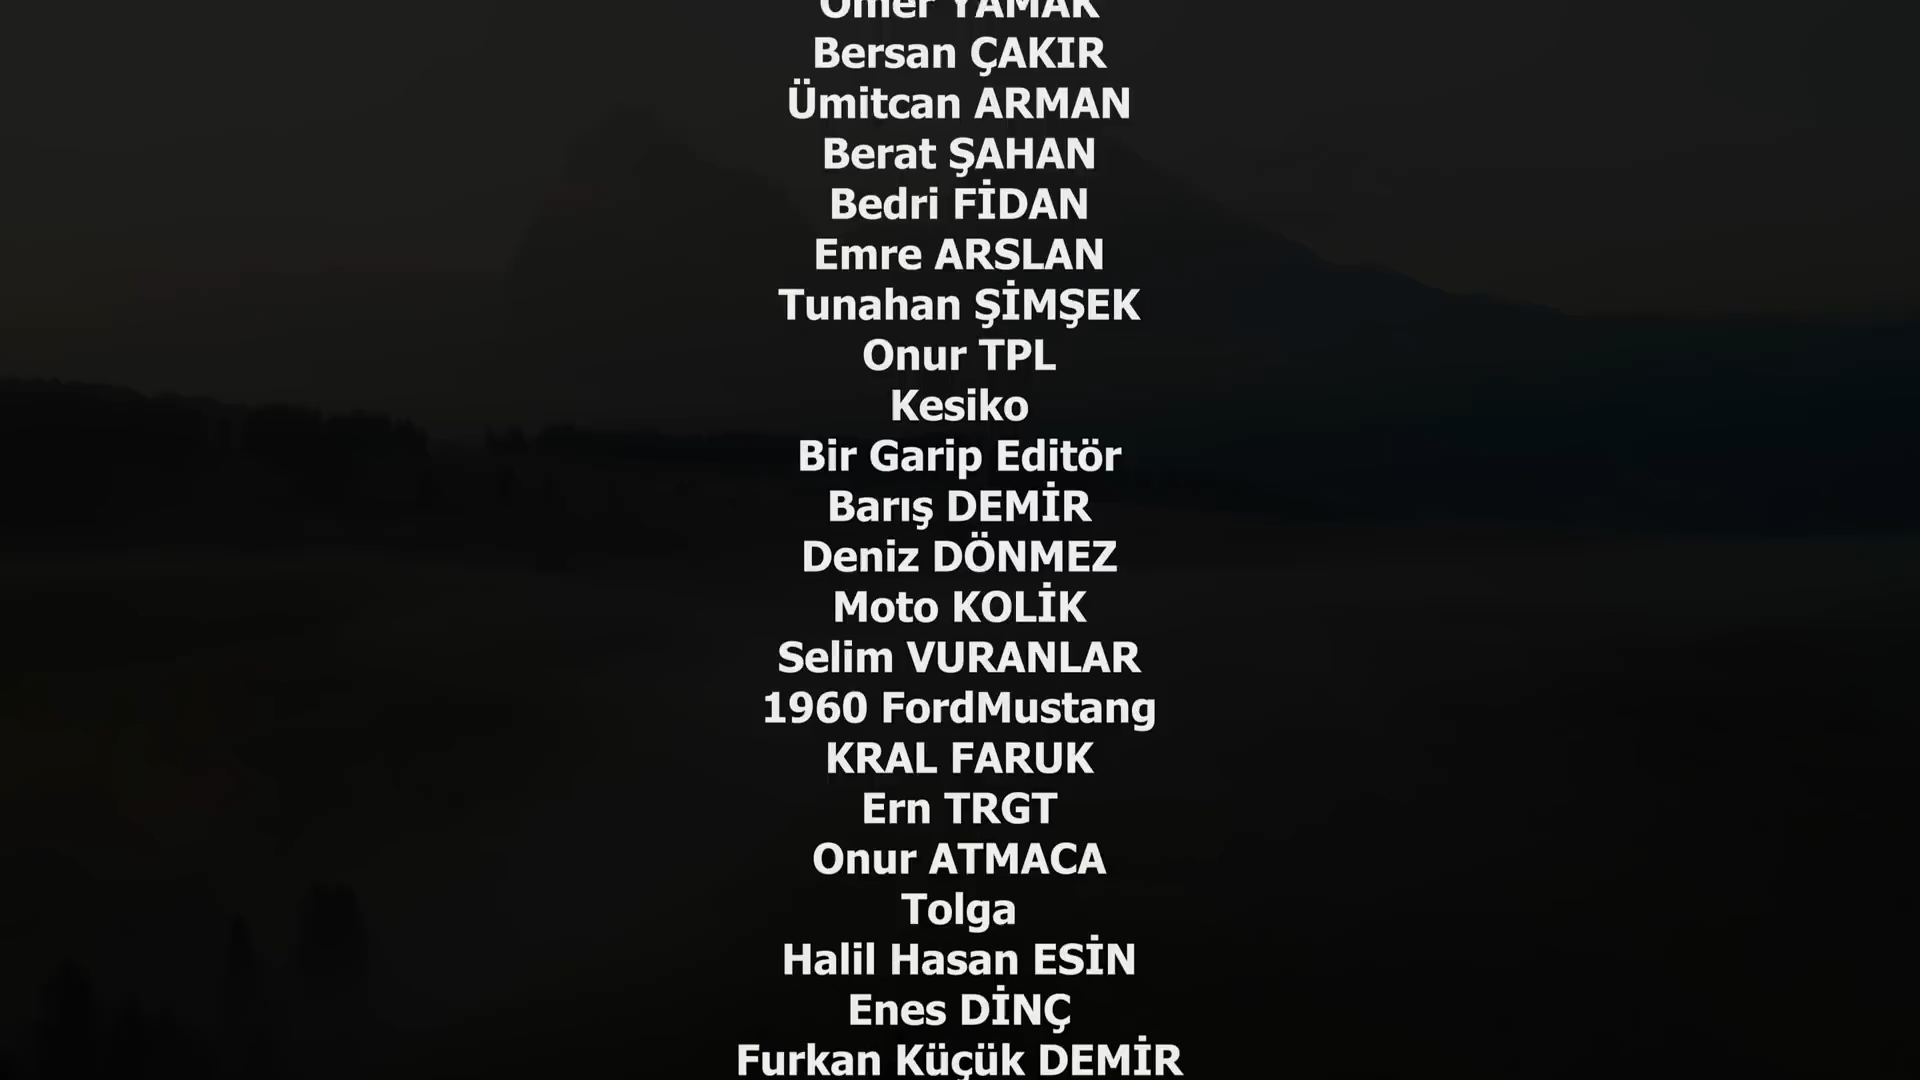 Ömer YAMAK
Bersan ÇAKIR
Ümitcan ARMAN
Berat ŞAHAN
Bedri FİDAN
Emre ARSLAN
Tunahan ŞİMŞEK
Onur TPL
Kesiko
Bir Garip Editör
Barış DEMİR
Deniz DÖNMEZ
Moto KOLİK
Selim VURANLAR
1960 FordMustang
KRAL FARUK
Ern TRGT
Onur ATMACA
Tolga
Halil Hasan ESİN
Enes DİNÇ
Furkan Küçük DEMİR